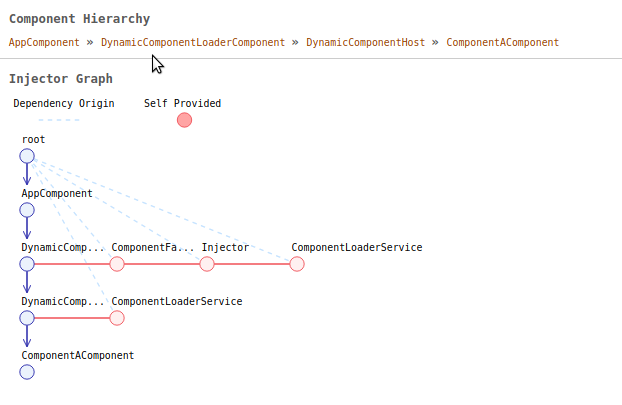 Component Hierarchy
AppComponent » DynamicComponentLoaderComponent » DynamicComponentHost » ComponentAComponent
Injector Graph
Dependency Origin Self Provided
root
AppComponent
DynamicComp... ComponentFa... Injector ComponentLoaderService
DynamicComp... ComponentLoaderService
ComponentAComponent